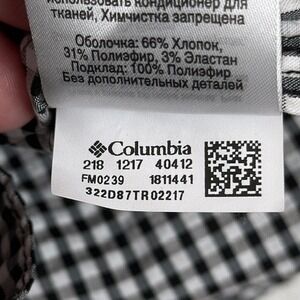 использовать кондиционер для
тканей, Химчистка запрещена
Оболочка: 66% Хлопок,
31% Полиэфир, 3% Эластан
Подклад: 100% Полиэфир
Без дополнительных деталей
Columbia
218 1217 40412
FM0239 1811441
322D87TR02217